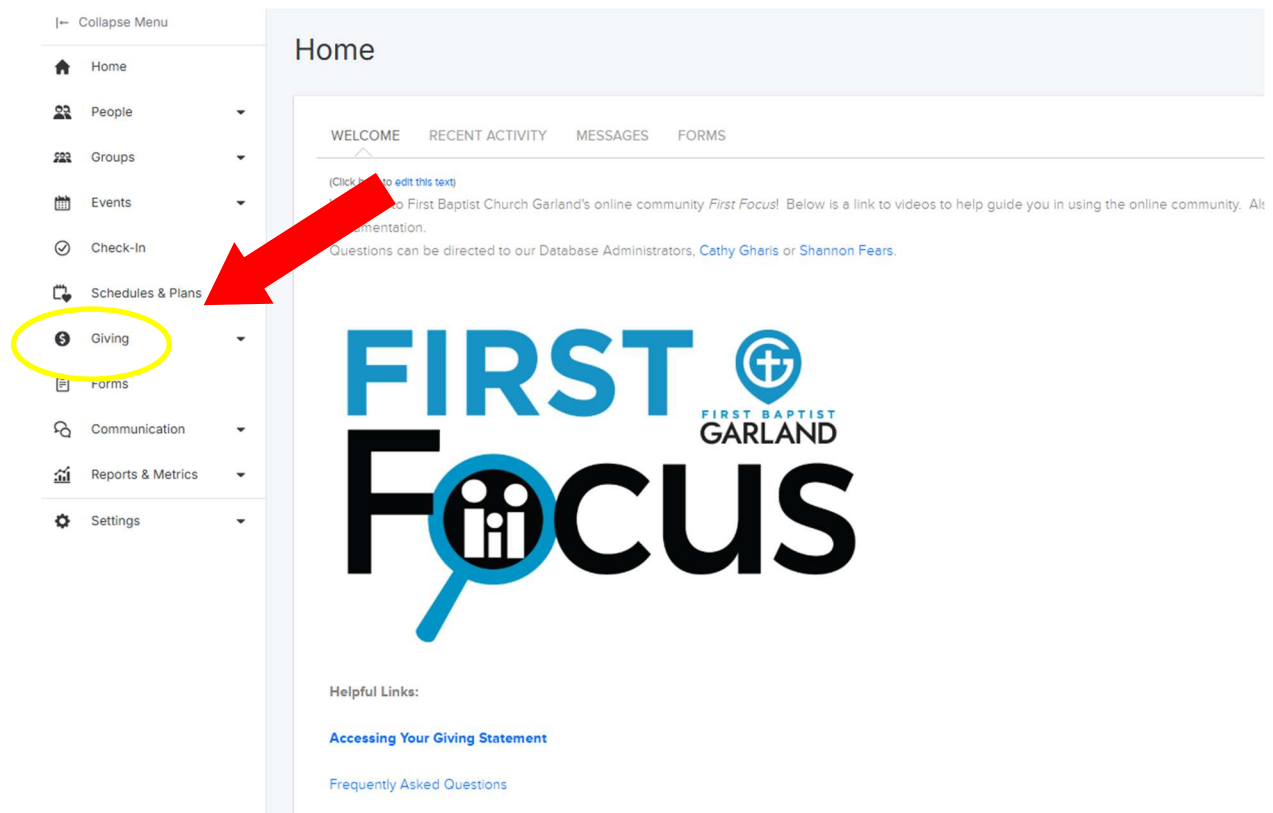 Collapse Menu
Home
People
Groups
Events
Check-In
Schedules & Plans
Giving
Forms
Communication
Reports & Metrics
Settings
Home
WELCOME RECENT ACTIVITY MESSAGES FORMS
(Click to edit this text)
to First Baptist Church Garland's online community First Focus! Below is a link to videos to help guide you in using the online community.
Questions can be directed to our Database Administrators, Cathy Gharis or Shannon Fears.
FIRST
FIRST BAPTIST
GARLAND
FOCUS
Helpful Links:
Accessing Your Giving Statement
Frequently Asked Questions